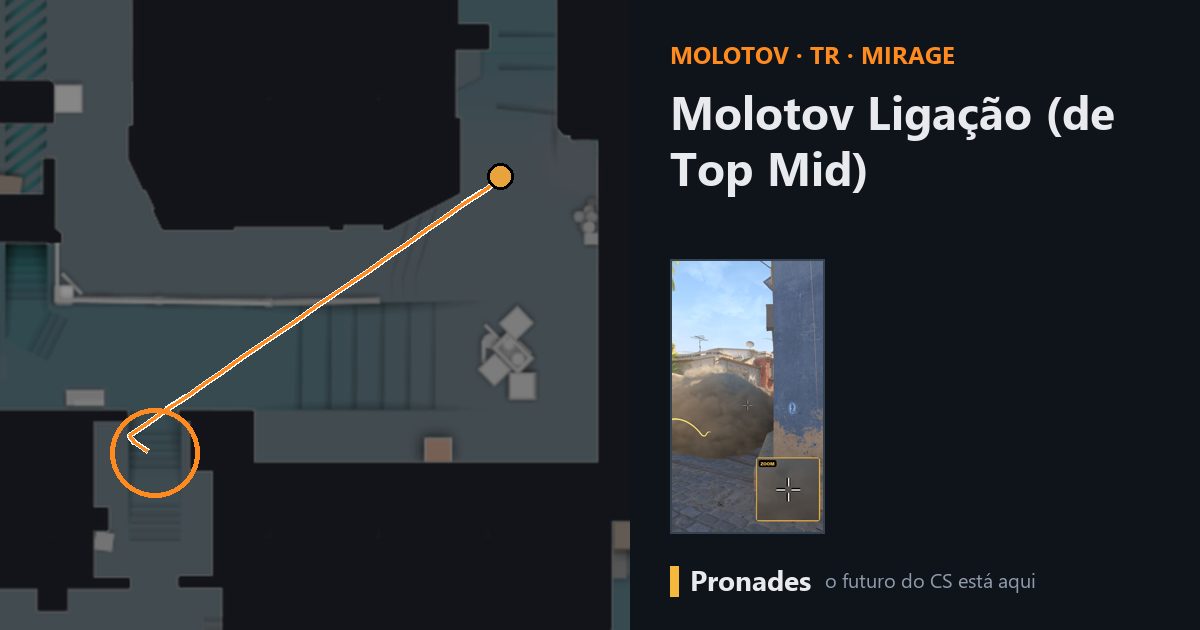 MOLOTOV · TR · MIRAGE
Molotov Ligação (de
Top Mid)
ZOOM
Pronades o futuro do CS está aqui